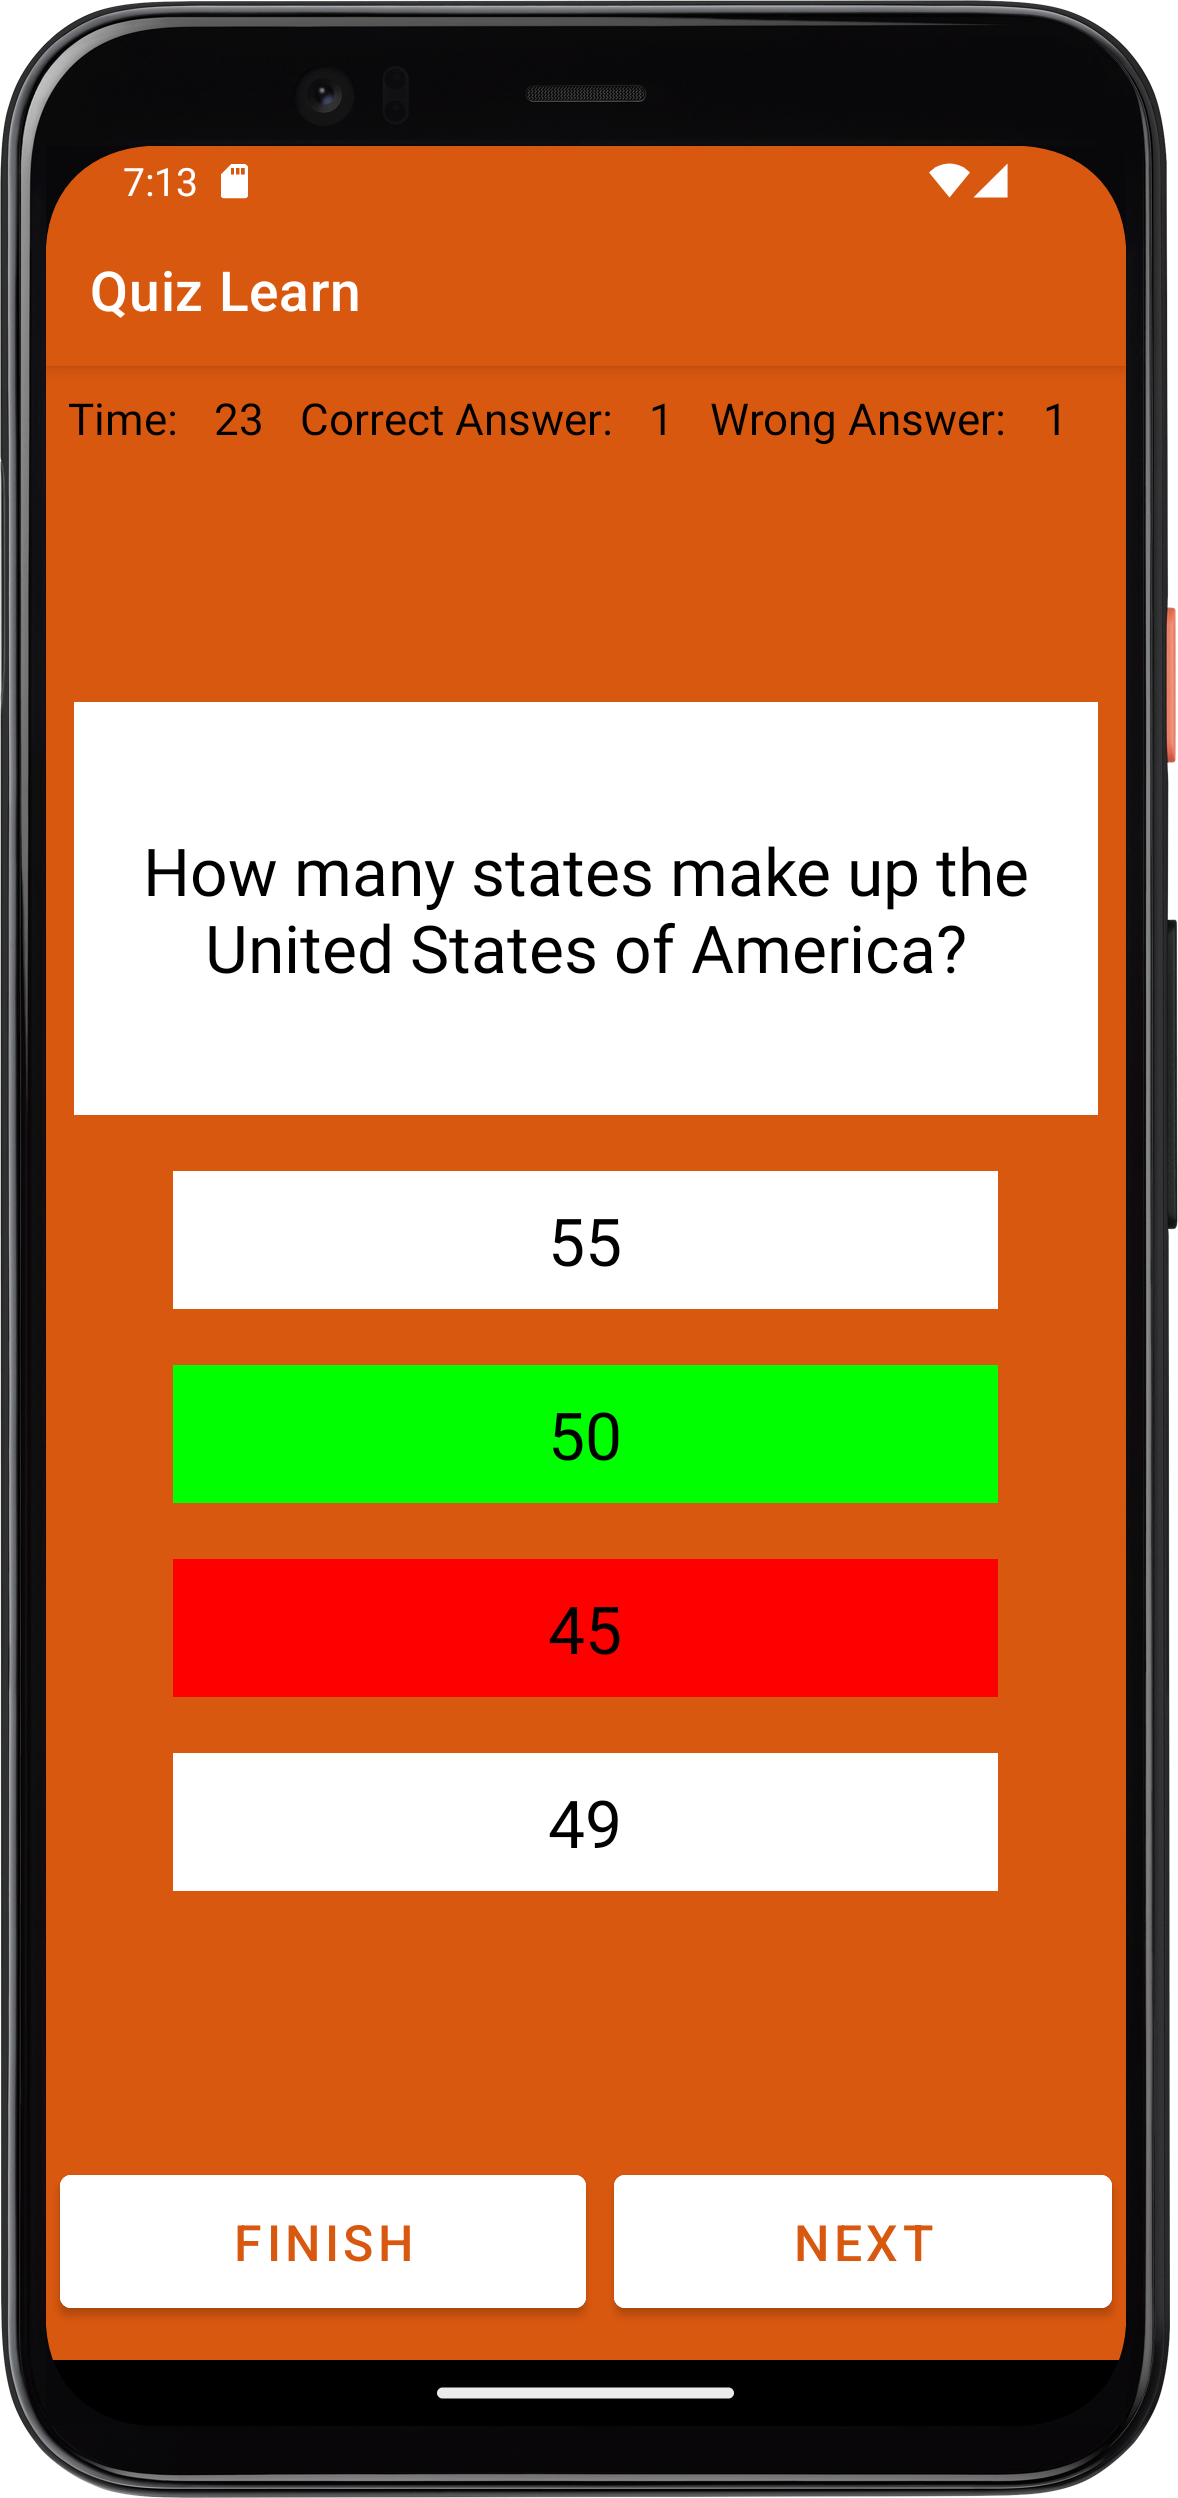 7:13
Quiz Learn
Time: 23 Correct Answer: 1 Wrong Answer: 1
How many states make up the
United States of America?
55
50
45
49
FINISH NEXT